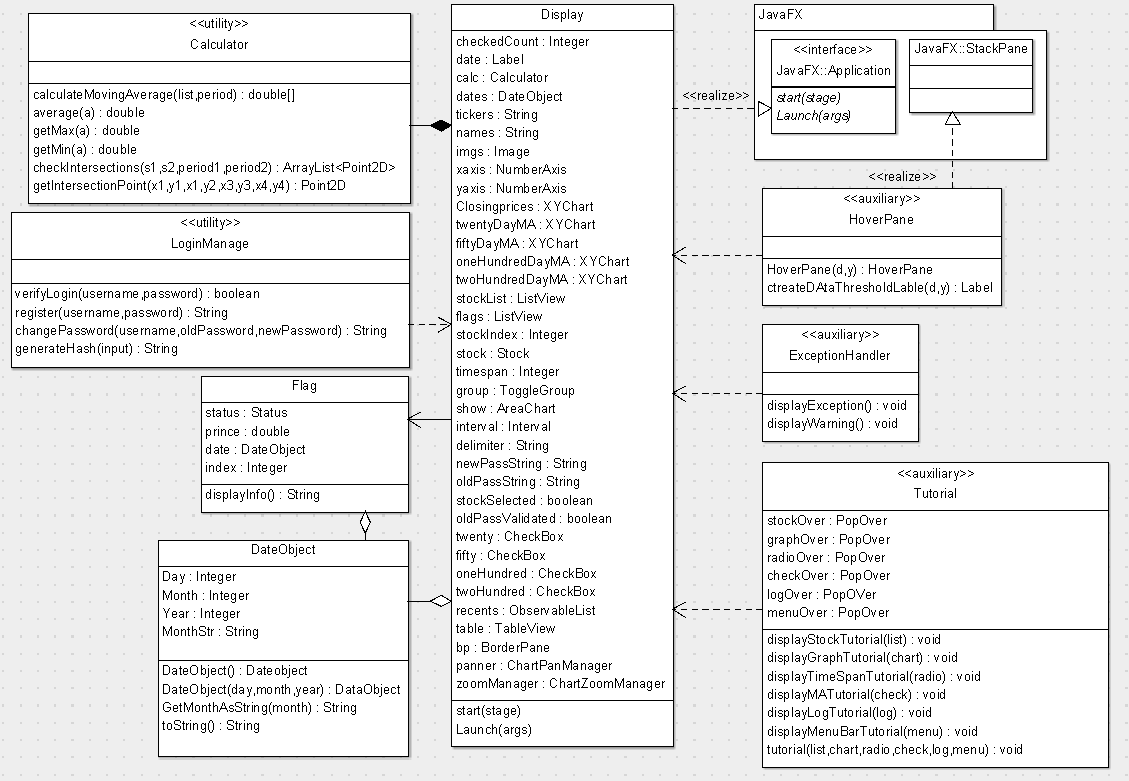 <<utility>>
Calculator
calculateMovingAverage(list,period) : double[]
average(a) : double
getMax(a) : double
getMin(a) : double
checkIntersections(s1,s2,period1,period2) : ArrayList<Point2D>
getIntersectionPoint(x1,y1,x1,y2,x3,y3,x4,y4) : Point2D
<<utility>>
LoginManage
verifyLogin(username,password) : boolean
register(username,password) : String
changePassword(username,oldPassword,newPassword) : String
generateHash(input) : String
Flag
status : Status
prince : double
date : DateObject
index : Integer
displayInfo() : String
DateObject
Day : Integer
Month : Integer
Year : Integer
MonthStr : String
DateObject() : Dateobject
DateObject(day,month,year) : DataObject
GetMonthAsString(month) : String
toString() : String
Display
checkedCount : Integer
date : Label
calc : Calculator
dates : DateObject
tickers : String
names : String
imgs : Image
xaxis : NumberAxis
yaxis : NumberAxis
Closingprices : XYChart
twentyDayMA : XYChart
fiftyDayMA : XYChart
oneHundredDayMA : XYChart
twoHundredDayMA : XYChart
stockList : ListView
flags : ListView
stockIndex : Integer
stock : Stock
timespan : Integer
group : ToggleGroup
show : AreaChart
interval : Interval
delimiter : String
newPassString : String
oldPassString : String
stockSelected : boolean
oldPassValidated : boolean
twenty : CheckBox
fifty : CheckBox
oneHundred : CheckBox
twoHundred : CheckBox
recents : ObservableList
table : TableView
bp : BorderPane
panner : ChartPanManager
zoomManager : ChartZoomManager
start(stage)
Launch(args)
<<realize>>
JavaFX
<<interface>>
JavaFX::Application
start(stage)
Launch(args)
JavaFX::StackPane
<<realize>>
<<auxiliary>>
HoverPane
HoverPane(d,y) : HoverPane
ctreateDAtaThresholdLable(d,y) : Label
<<auxiliary>>
ExceptionHandler
displayException() : void
displayWarning() : void
<<auxiliary>>
Tutorial
stockOver : PopOver
graphOver : PopOver
radioOver : PopOver
checkOver : PopOver
logOver : PopOVer
menuOver : PopOver
displayStockTutorial(list) : void
displayGraphTutorial(chart) : void
displayTimeSpanTutorial(radio) : void
displayMATutorial(check) : void
displayLogTutorial(log) : void
displayMenuBarTutorial(menu) : void
tutorial(list,chart,radio,check,log,menu) : void